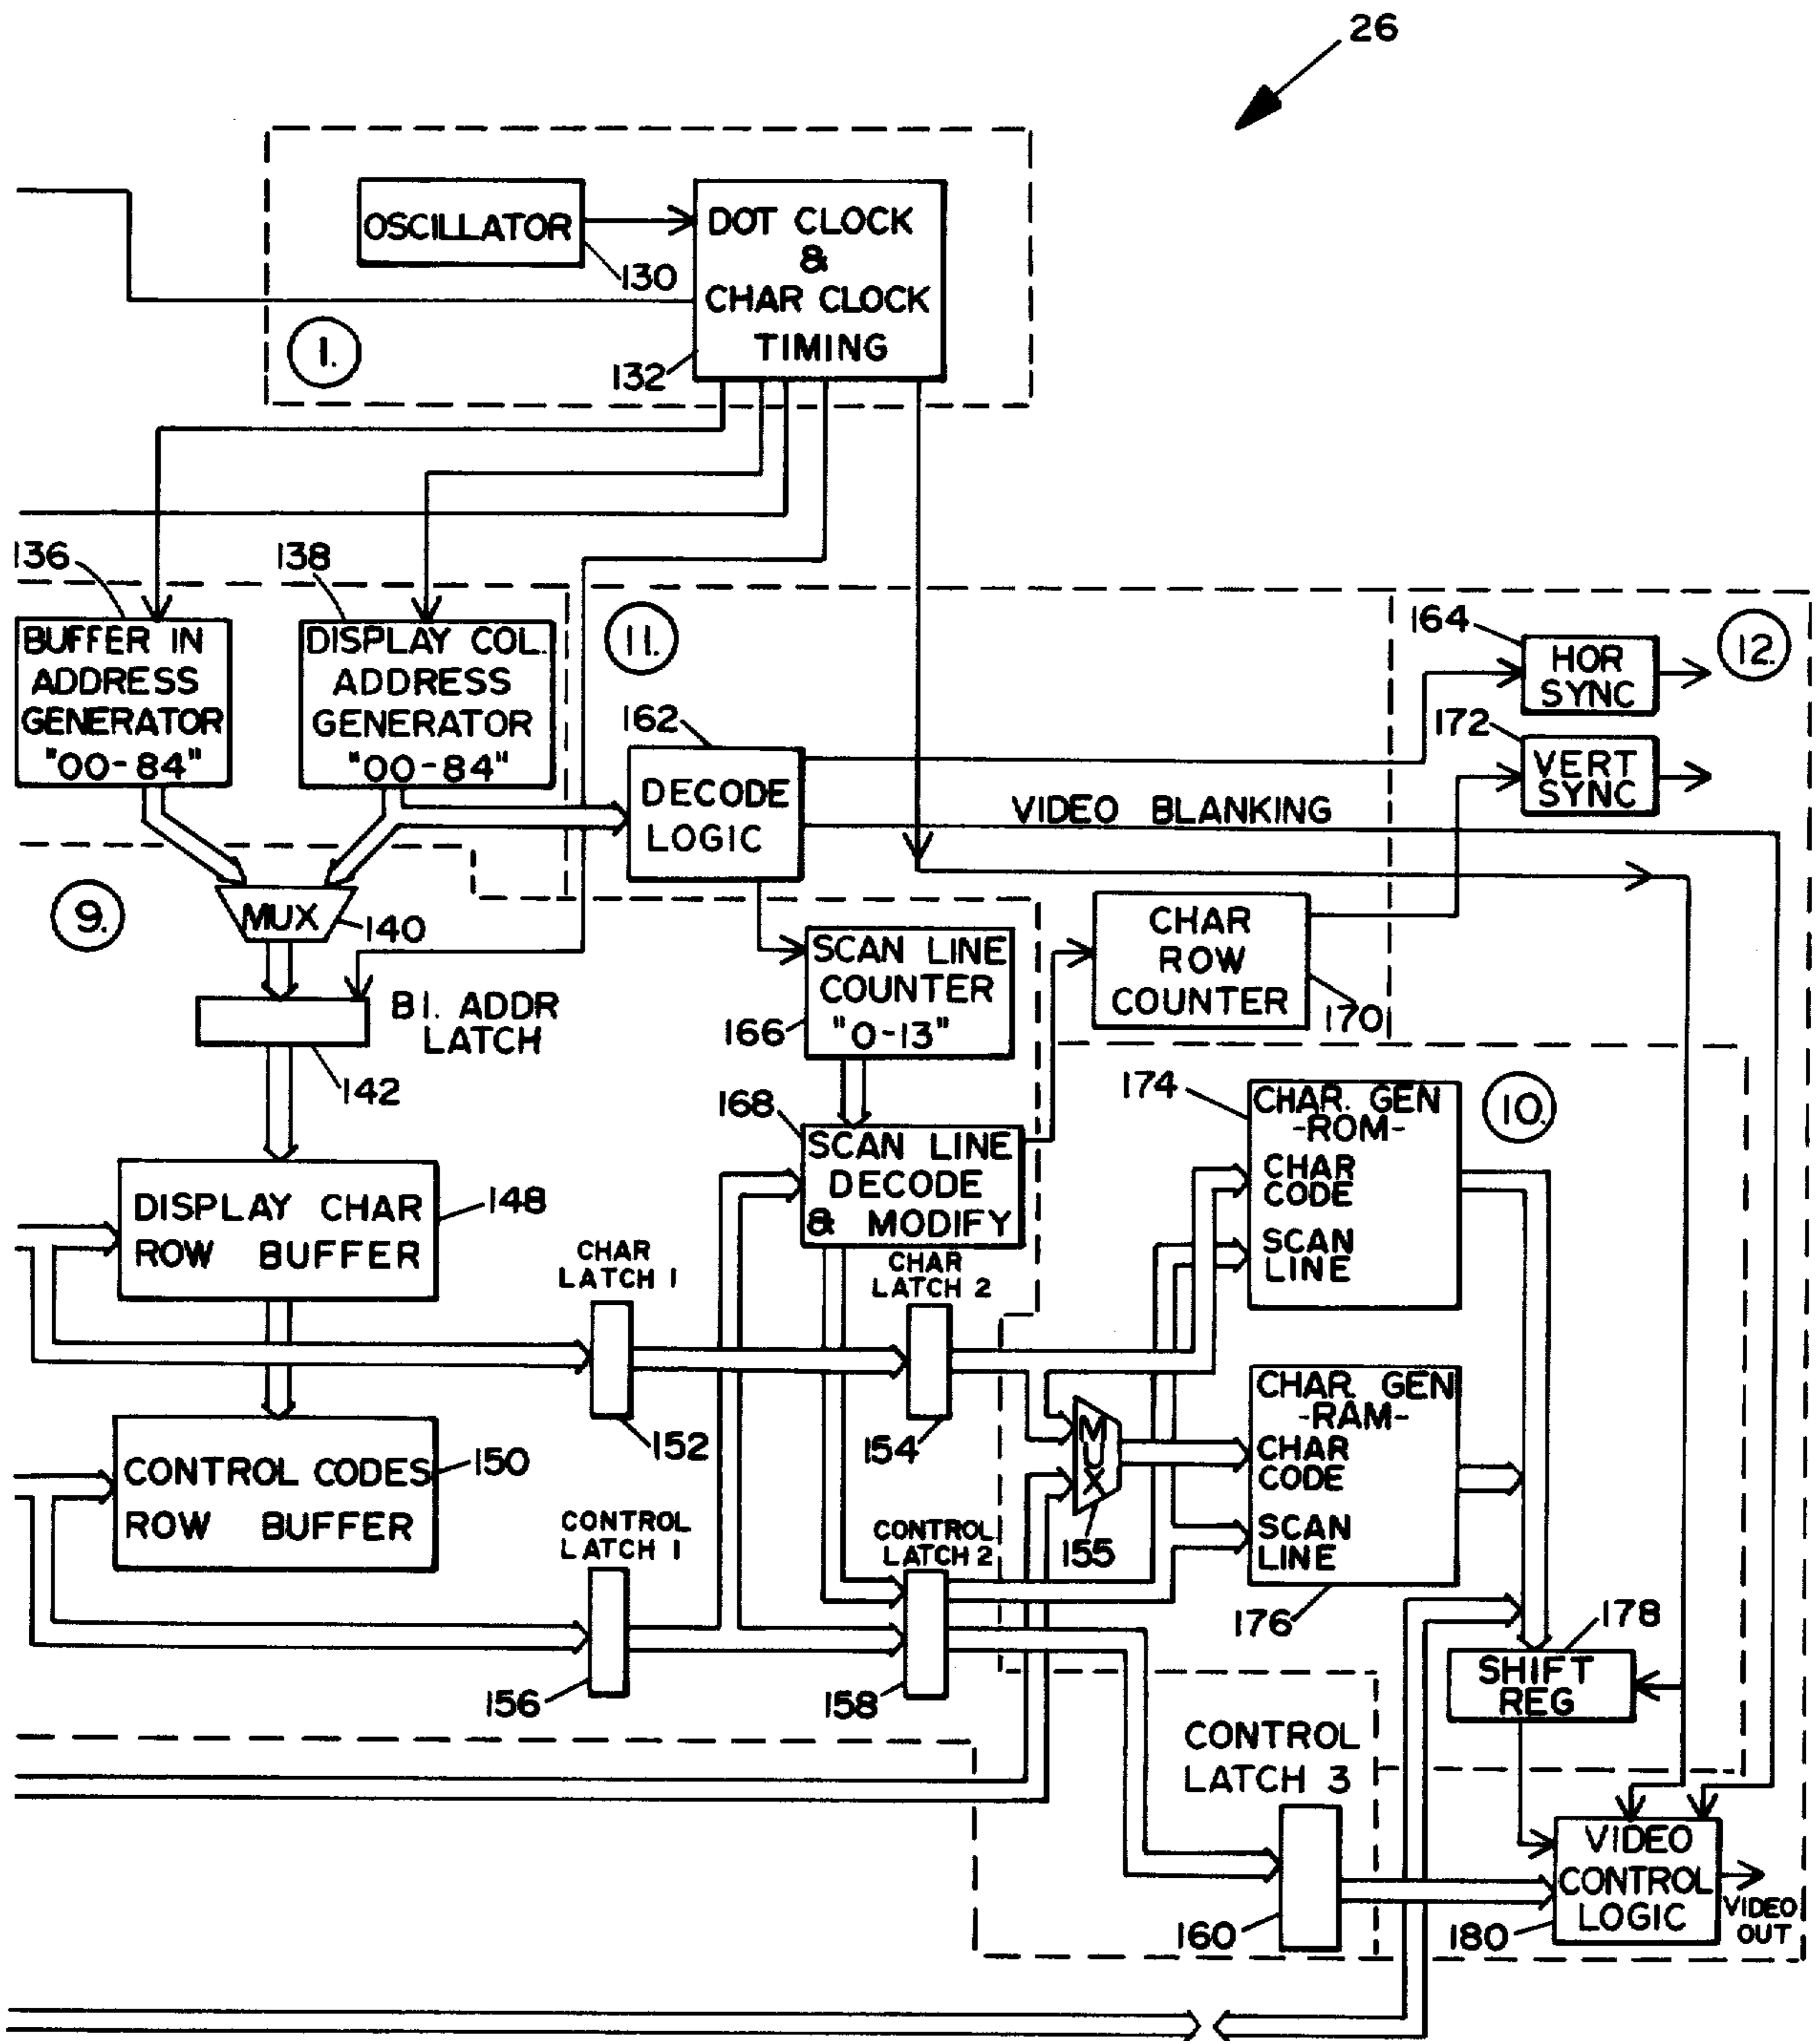 26
OSCILLATOR
130
DOT CLOCK
&
CHAR CLOCK
TIMING
132
1.
136
138
BUFFER IN
ADDRESS
GENERATOR
"00-84"
DISPLAY COL.
ADDRESS
GENERATOR
"00-84"
11.
162
DECODE
LOGIC
164
HOR
SYNC
12.
172
VERT
SYNC
VIDEO BLANKING
9.
MUX
140
BI. ADDR
LATCH
142
SCAN LINE
COUNTER
"0-13"
166
CHAR
ROW
COUNTER
170
168
SCAN LINE
DECODE
& MODIFY
174
CHAR. GEN
-ROM-
CHAR
CODE
SCAN
LINE
10.
DISPLAY CHAR
ROW BUFFER
148
CHAR
LATCH 1
152
CHAR
LATCH 2
154
MUX
155
CHAR. GEN
-RAM-
CHAR
CODE
SCAN
LINE
176
CONTROL CODES
ROW BUFFER
150
CONTROL
LATCH 1
156
CONTROL
LATCH 2
158
178
SHIFT
REG
CONTROL
LATCH 3
160
VIDEO
CONTROL
LOGIC
180
VIDEO
OUT